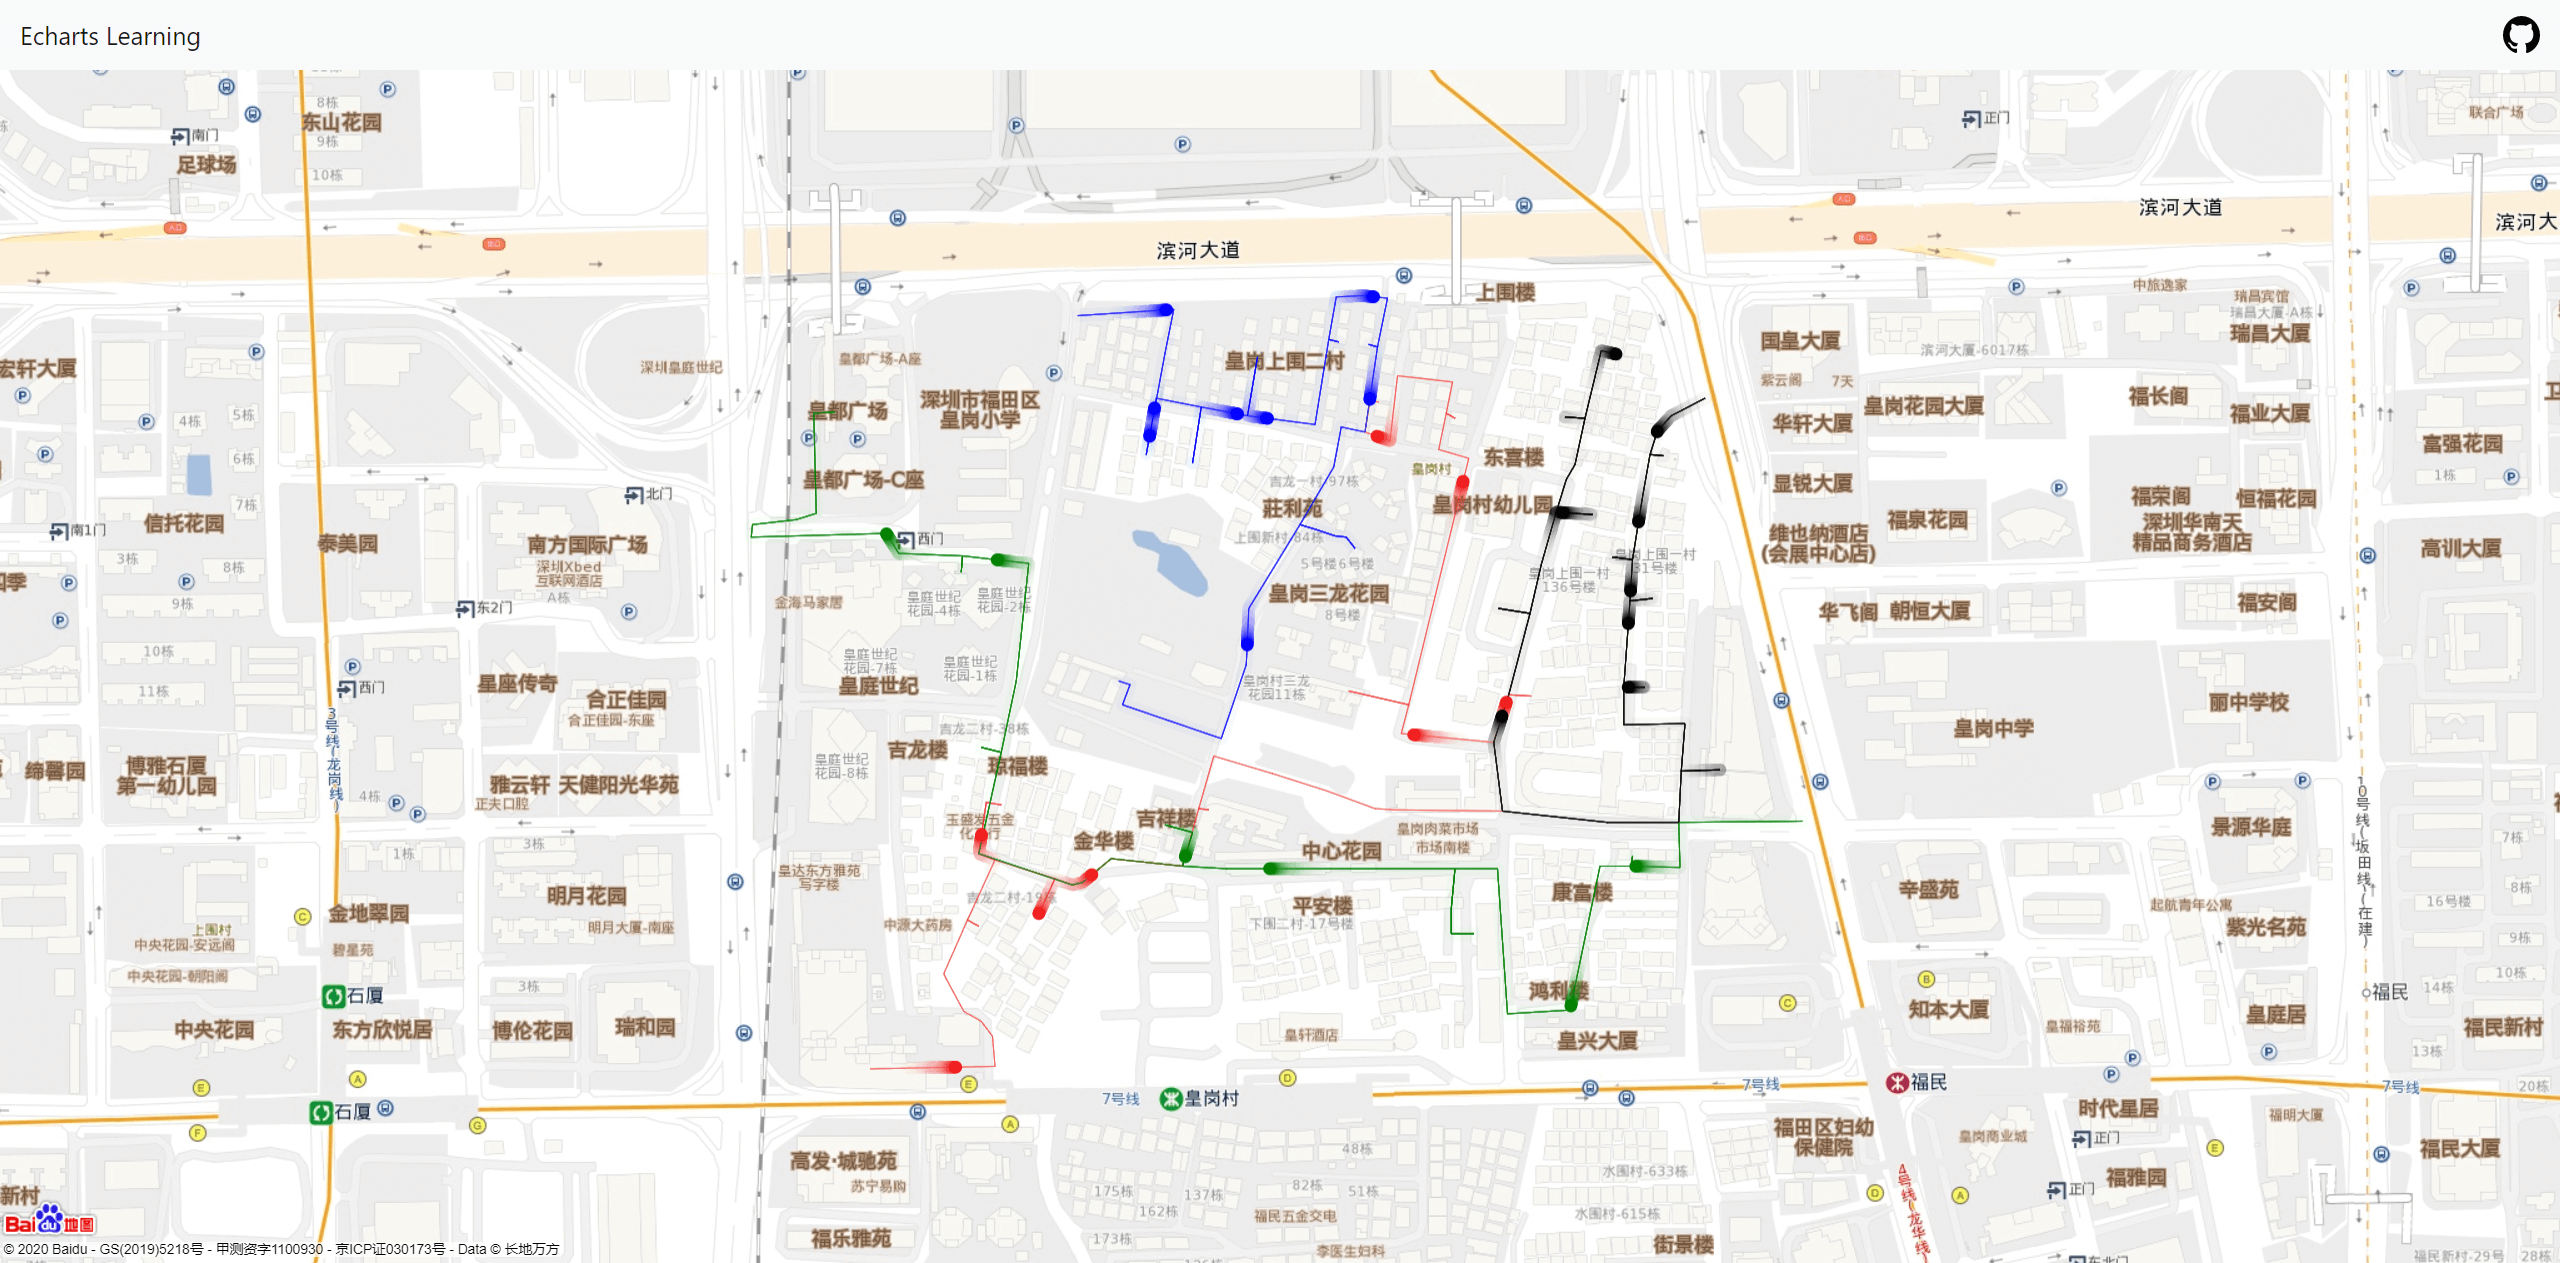 Echarts Learning
8栋
东山花园
9栋
10栋
南门
足球场
正门
联合广场
滨河大道
滨河大
滨河大道
上围楼
中旅逸家
瑞昌宾馆
瑞昌大厦-A栋
瑞昌大厦
国皇大厦
滨河大厦-6017栋
宏轩大厦
深圳皇庭世纪
皇都广场-A座
皇岗上围二村
紫云阁
7天
福长阁
深圳市福田区
皇岗小学
皇都广场
皇岗花园大厦
福业大厦
华轩大厦
4栋
5栋
6栋
7栋
富强花园
1栋
皇岗村
东喜楼
皇都广场-C座
吉龙一村-97栋
显锐大厦
北门
莊利苑
皇岗村幼儿园
福荣阁
恒福花园
信托花园
南1门
福泉花园
深圳华南天
精品商务酒店
维也纳酒店
(会展中心店)
泰美园
南方国际广场
深圳Xbed
互联网酒店
A栋
西门
上围新村-84栋
5号楼6号楼
皇岗上围一村
31号楼
皇岗上围一村
136号楼
高训大厦
3栋
8栋
9栋
四季
东2门
金海马家居
皇庭世纪
花园-4栋
皇庭世纪
花园-2栋
皇岗三龙花园
8号楼
华飞阁
朝恒大厦
福安阁
10栋
11栋
西门
星座传奇
合正佳园
合正佳园-东座
皇庭世纪
花园-7栋
皇庭世纪
花园-1栋
皇庭世纪
皇岗村三龙
花园11栋
丽中学校
皇岗中学
3号线(龙岗线)
吉龙二村-38栋
吉龙楼
琼福楼
皇庭世纪
花园-8栋
缔馨园
博雅石厦
第一幼儿园
4栋
雅云轩
正夫口腔
天健阳光华苑
10号线(坂田线)(在建)
玉盛发五金
吉祥楼
金华楼
皇岗肉菜市场
市场南楼
景源华庭
7栋
1栋
3栋
中心花园
皇达东方雅苑
写字楼
明月花园
明月大厦-南座
吉龙二村-19栋
康富楼
平安楼
下围二村-17号楼
辛盛苑
起航青年公寓
8栋
16号楼
金地翠园
碧星苑
中源大药房
紫光名苑
9栋
上围村
中央花园-安远阁
中央花园-朝阳阁
3栋
鸿利楼
10栋
14栋
石厦
福民
知本大厦
皇庭居
中央花园
东方欣悦居
博伦花园
瑞和园
皇轩酒店
皇兴大厦
皇福裕苑
福民新村
13栋
石厦
7号线
皇岗村
7号线
福民
7号线
20栋
时代星居
福明大厦
福田区妇幼
保健院
皇岗商业城
正门
福民大厦
高发·城驰苑
苏宁易购
48栋
水围村-633栋
4号线(龙华线)
福雅园
正门
新村
175栋
137栋
82栋
51栋
162栋
福民五金交电
水围村-615栋
Bai du 地图
福乐雅苑
173栋
李医生妇科
街景楼
福民新村-29号
28栋
© 2020 Baidu - GS(2019)5218号 - 甲测资字1100930 - 京ICP证030173号 - Data © 长地万方